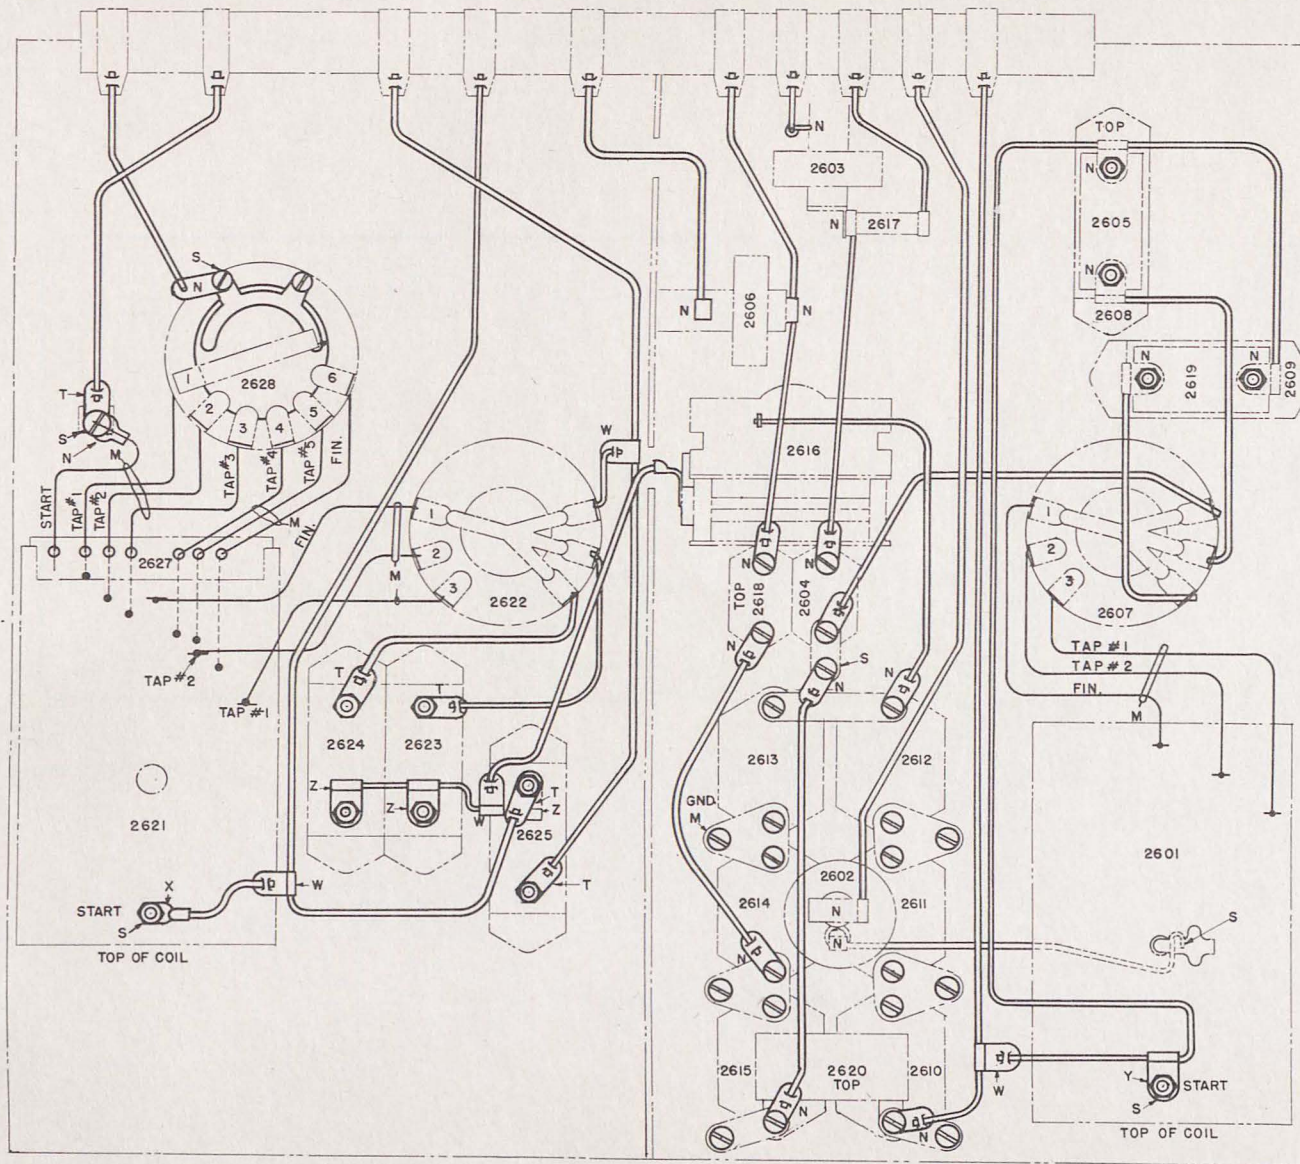 N
TOP
N
2603
N
2617
2605
N
2608
S
N
2606
N
N
N
N
2619
2609
1
2628
6
2
3
4
5
T
S
N
M
START
TAP #1
TAP #2
TAP #3
TAP #4
TAP #5
FIN.
M
FIN.
2627
W
2616
1
2
3
2622
M
1
2
3
2607
N
N
TOP
2618
2604
N
S
N
N
TAP #1
TAP #2
FIN.
M
TAP #2
TAP #1
T
T
2624
2623
Z
Z
W
T
Z
2625
T
2613
2612
GND.
M
2621
2601
2602
2614
N
2611
N
N
S
X
START
S
W
TOP OF COIL
2615
2620
TOP
2610
N
N
W
Y
START
S
TOP OF COIL